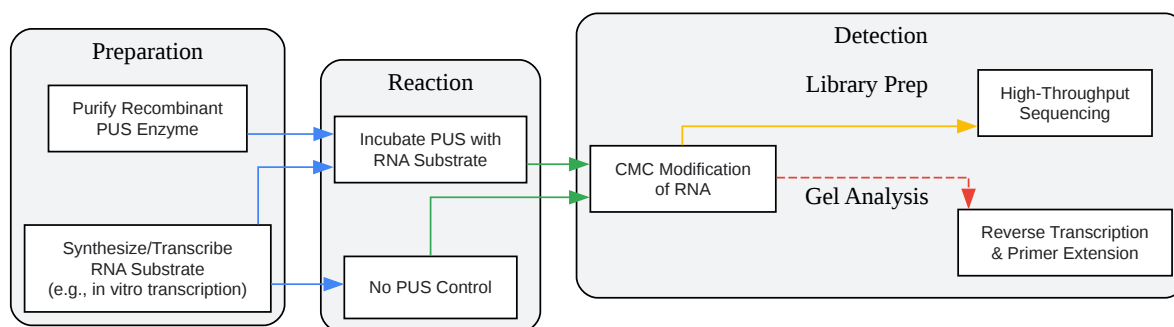 Preparation
Purify Recombinant
PUS Enzyme
Synthesize/Transcribe
RNA Substrate
(e.g., in vitro transcription)
Reaction
Incubate PUS with
RNA Substrate
No PUS Control
Detection
Library Prep
CMC Modification
of RNA
Gel Analysis
High-Throughput
Sequencing
Reverse Transcription
& Primer Extension